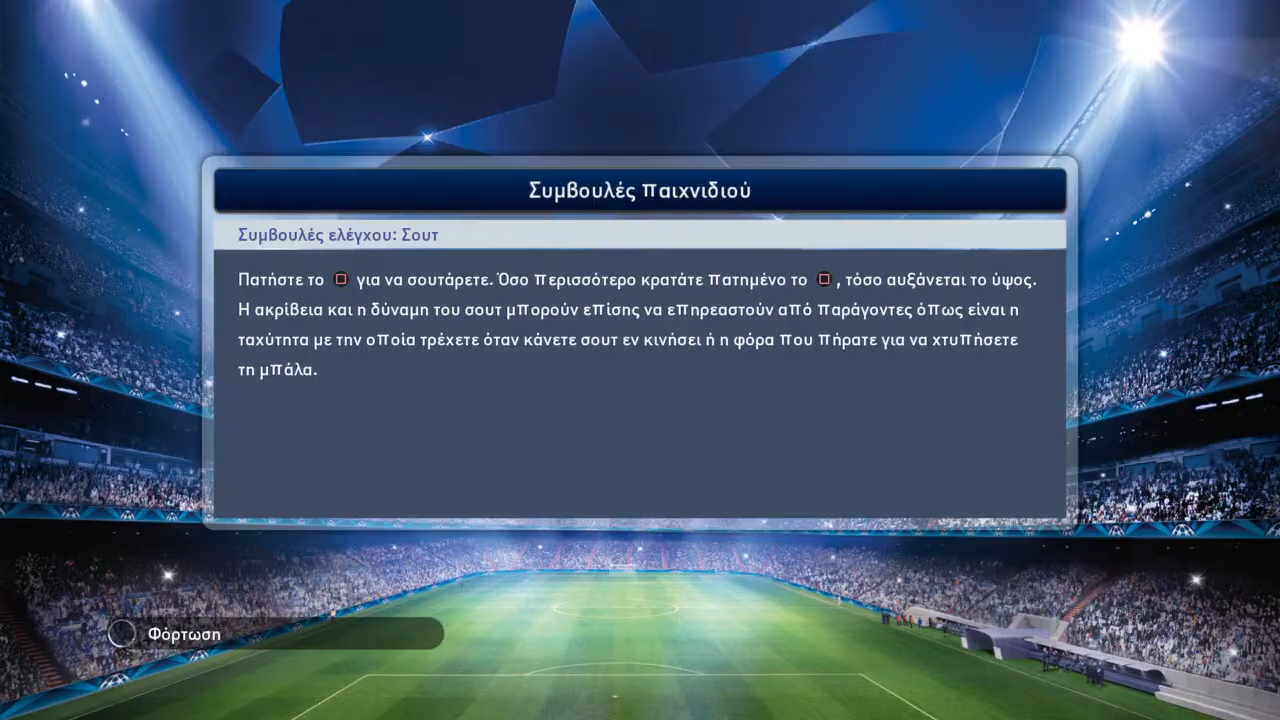 Συμβουλές παιχνιδιού
Συμβουλές ελέγχου: Σουτ
Πατήστε το □ για να σουτάρετε. Όσο περισσότερο κρατάτε πατημένο το □, τόσο αυξάνεται το ύψος.
Η ακρίβεια και η δύναμη του σουτ μπορούν επίσης να επηρεαστούν από παράγοντες όπως είναι η
ταχύτητα με την οποία τρέχετε όταν κάνετε σουτ εν κινήσει ή η φόρα που πήρατε για να χτυπήσετε
τη μπάλα.
Φόρτωση